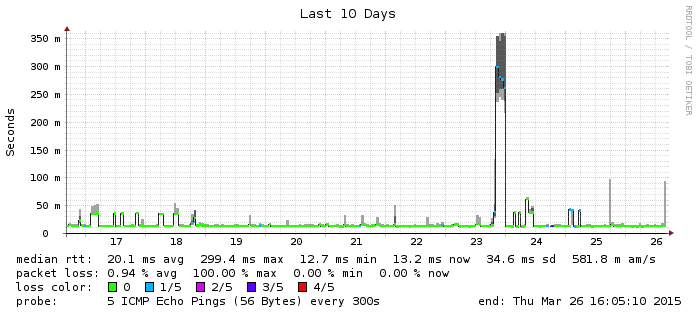 Last 10 Days
RRDTOOL / TOBI OETIKER
Seconds
350 m
300 m
250 m
200 m
150 m
100 m
50 m
0
17 18 19 20 21 22 23 24 25 26
median rtt: 20.1 ms avg 299.4 ms max 12.7 ms min 13.2 ms now 34.6 ms sd 581.8 m am/s
packet loss: 0.94 % avg 100.00 % max 0.00 % min 0.00 % now
loss color: 0 1/5 2/5 3/5 4/5
probe: 5 ICMP Echo Pings (56 Bytes) every 300s end: Thu Mar 26 16:05:10 2015